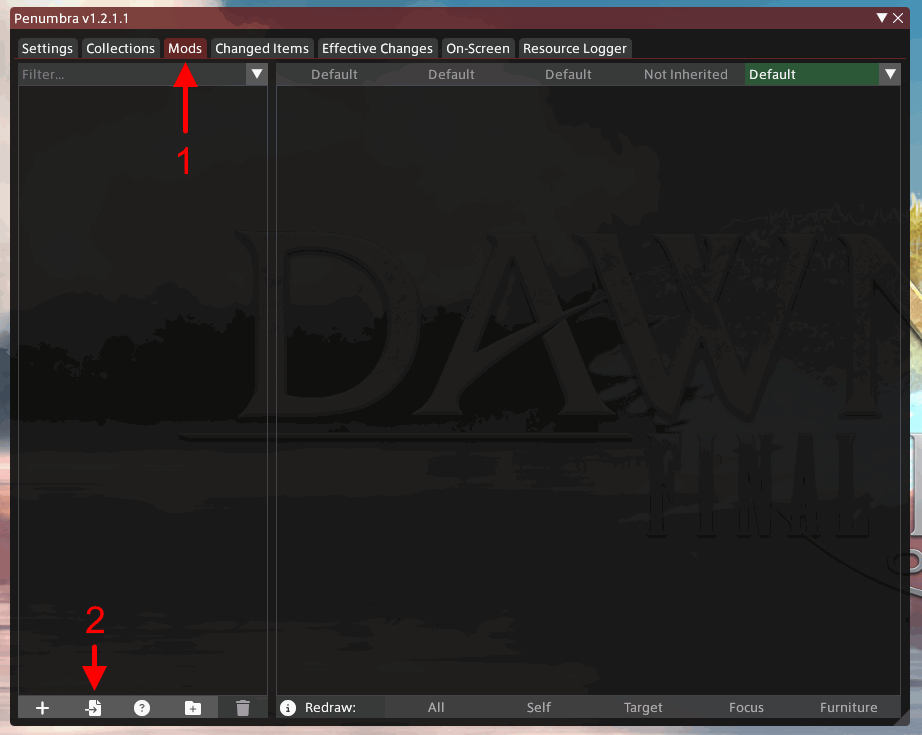 Penumbra v1.2.1.1
Settings Collections Mods Changed Items Effective Changes On-Screen Resource Logger
Filter... Default Default Default Not Inherited Default
1
DAWN
FINAL
2
Redraw: All Self Target Focus Furniture